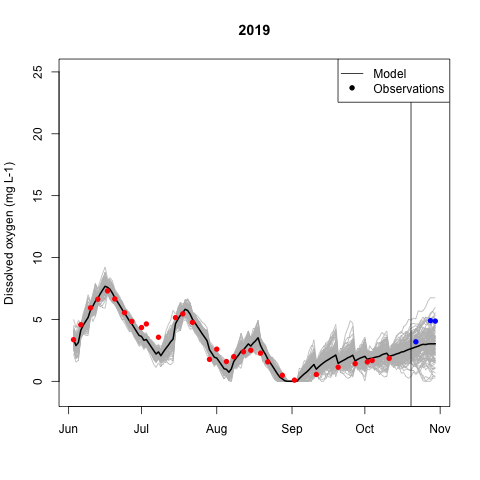 2019
Model
Observations
Dissolved oxygen (mg L-1)
25
20
15
10
5
0
Jun Jul Aug Sep Oct Nov